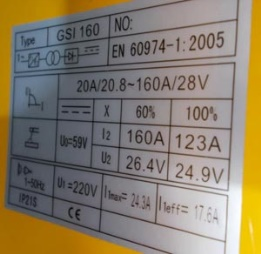 Type GSI 160 NO:
EN 60974-1:2005
20A/20.8~160A/28V
X 60% 100%
U0=59V I2 160A 123A
U2 26.4V 24.9V
1~50Hz U1=220V I1max= 24.3A I1eff= 17.6A
IP21S CE